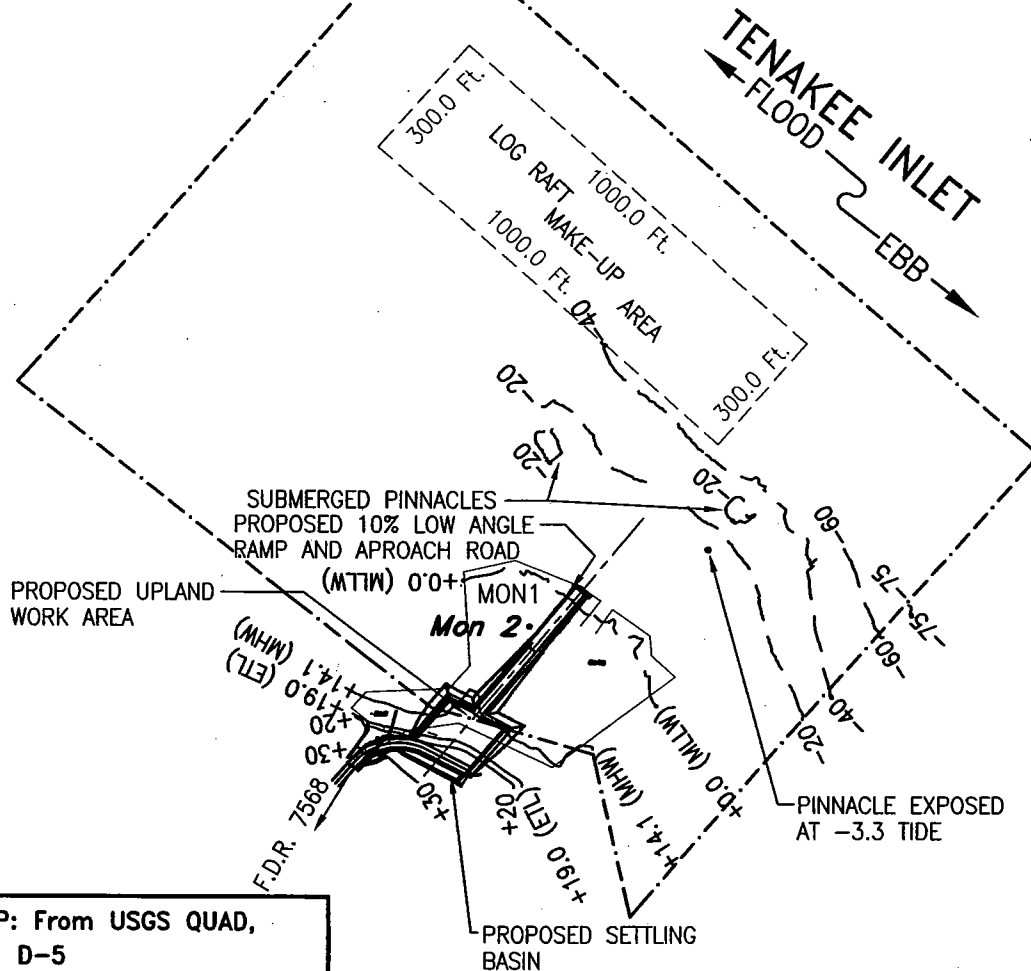 TENAKEE INLET
FLOOD
EBB
300.0 Ft.
LOG RAFT
MAKE-UP
AREA
1000.0 Ft.
1000.0 Ft.
300.0 Ft.
-40
-20
-20
-20
SUBMERGED PINNACLES
PROPOSED 10% LOW ANGLE
RAMP AND APROACH ROAD
+0.0 (MLLW)
MON1
Mon 2
PROPOSED UPLAND
WORK AREA
+14.1 (MHW)
+19.0 (ETL)
+20
+30
-60
-75
-75
-60
-40
-20
+0.0 (MLLW)
+14.1 (MHW)
PINNACLE EXPOSED
AT -3.3 TIDE
+30
+20
+19.0 (ETL)
F.D.R. 7568
PROPOSED SETTLING
BASIN
P: From USGS QUAD,
D-5